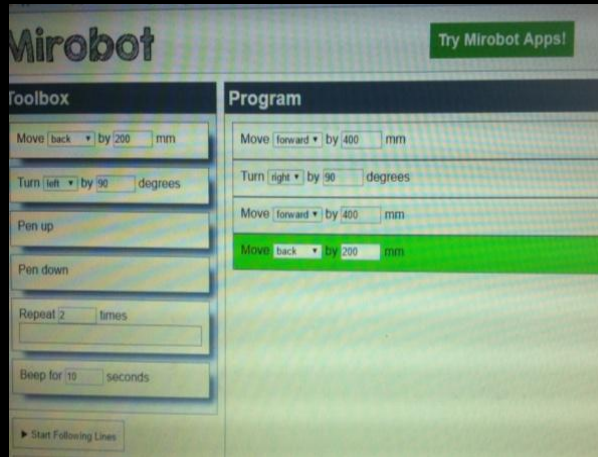 Mirobot
Try Mirobot Apps!
Toolbox
Move back by 200 mm
Turn left by 90 degrees
Pen up
Pen down
Repeat 2 times
Beep for 10 seconds
Start Following Lines
Program
Move forward by 400 mm
Turn right by 90 degrees
Move forward by 400 mm
Move back by 200 mm